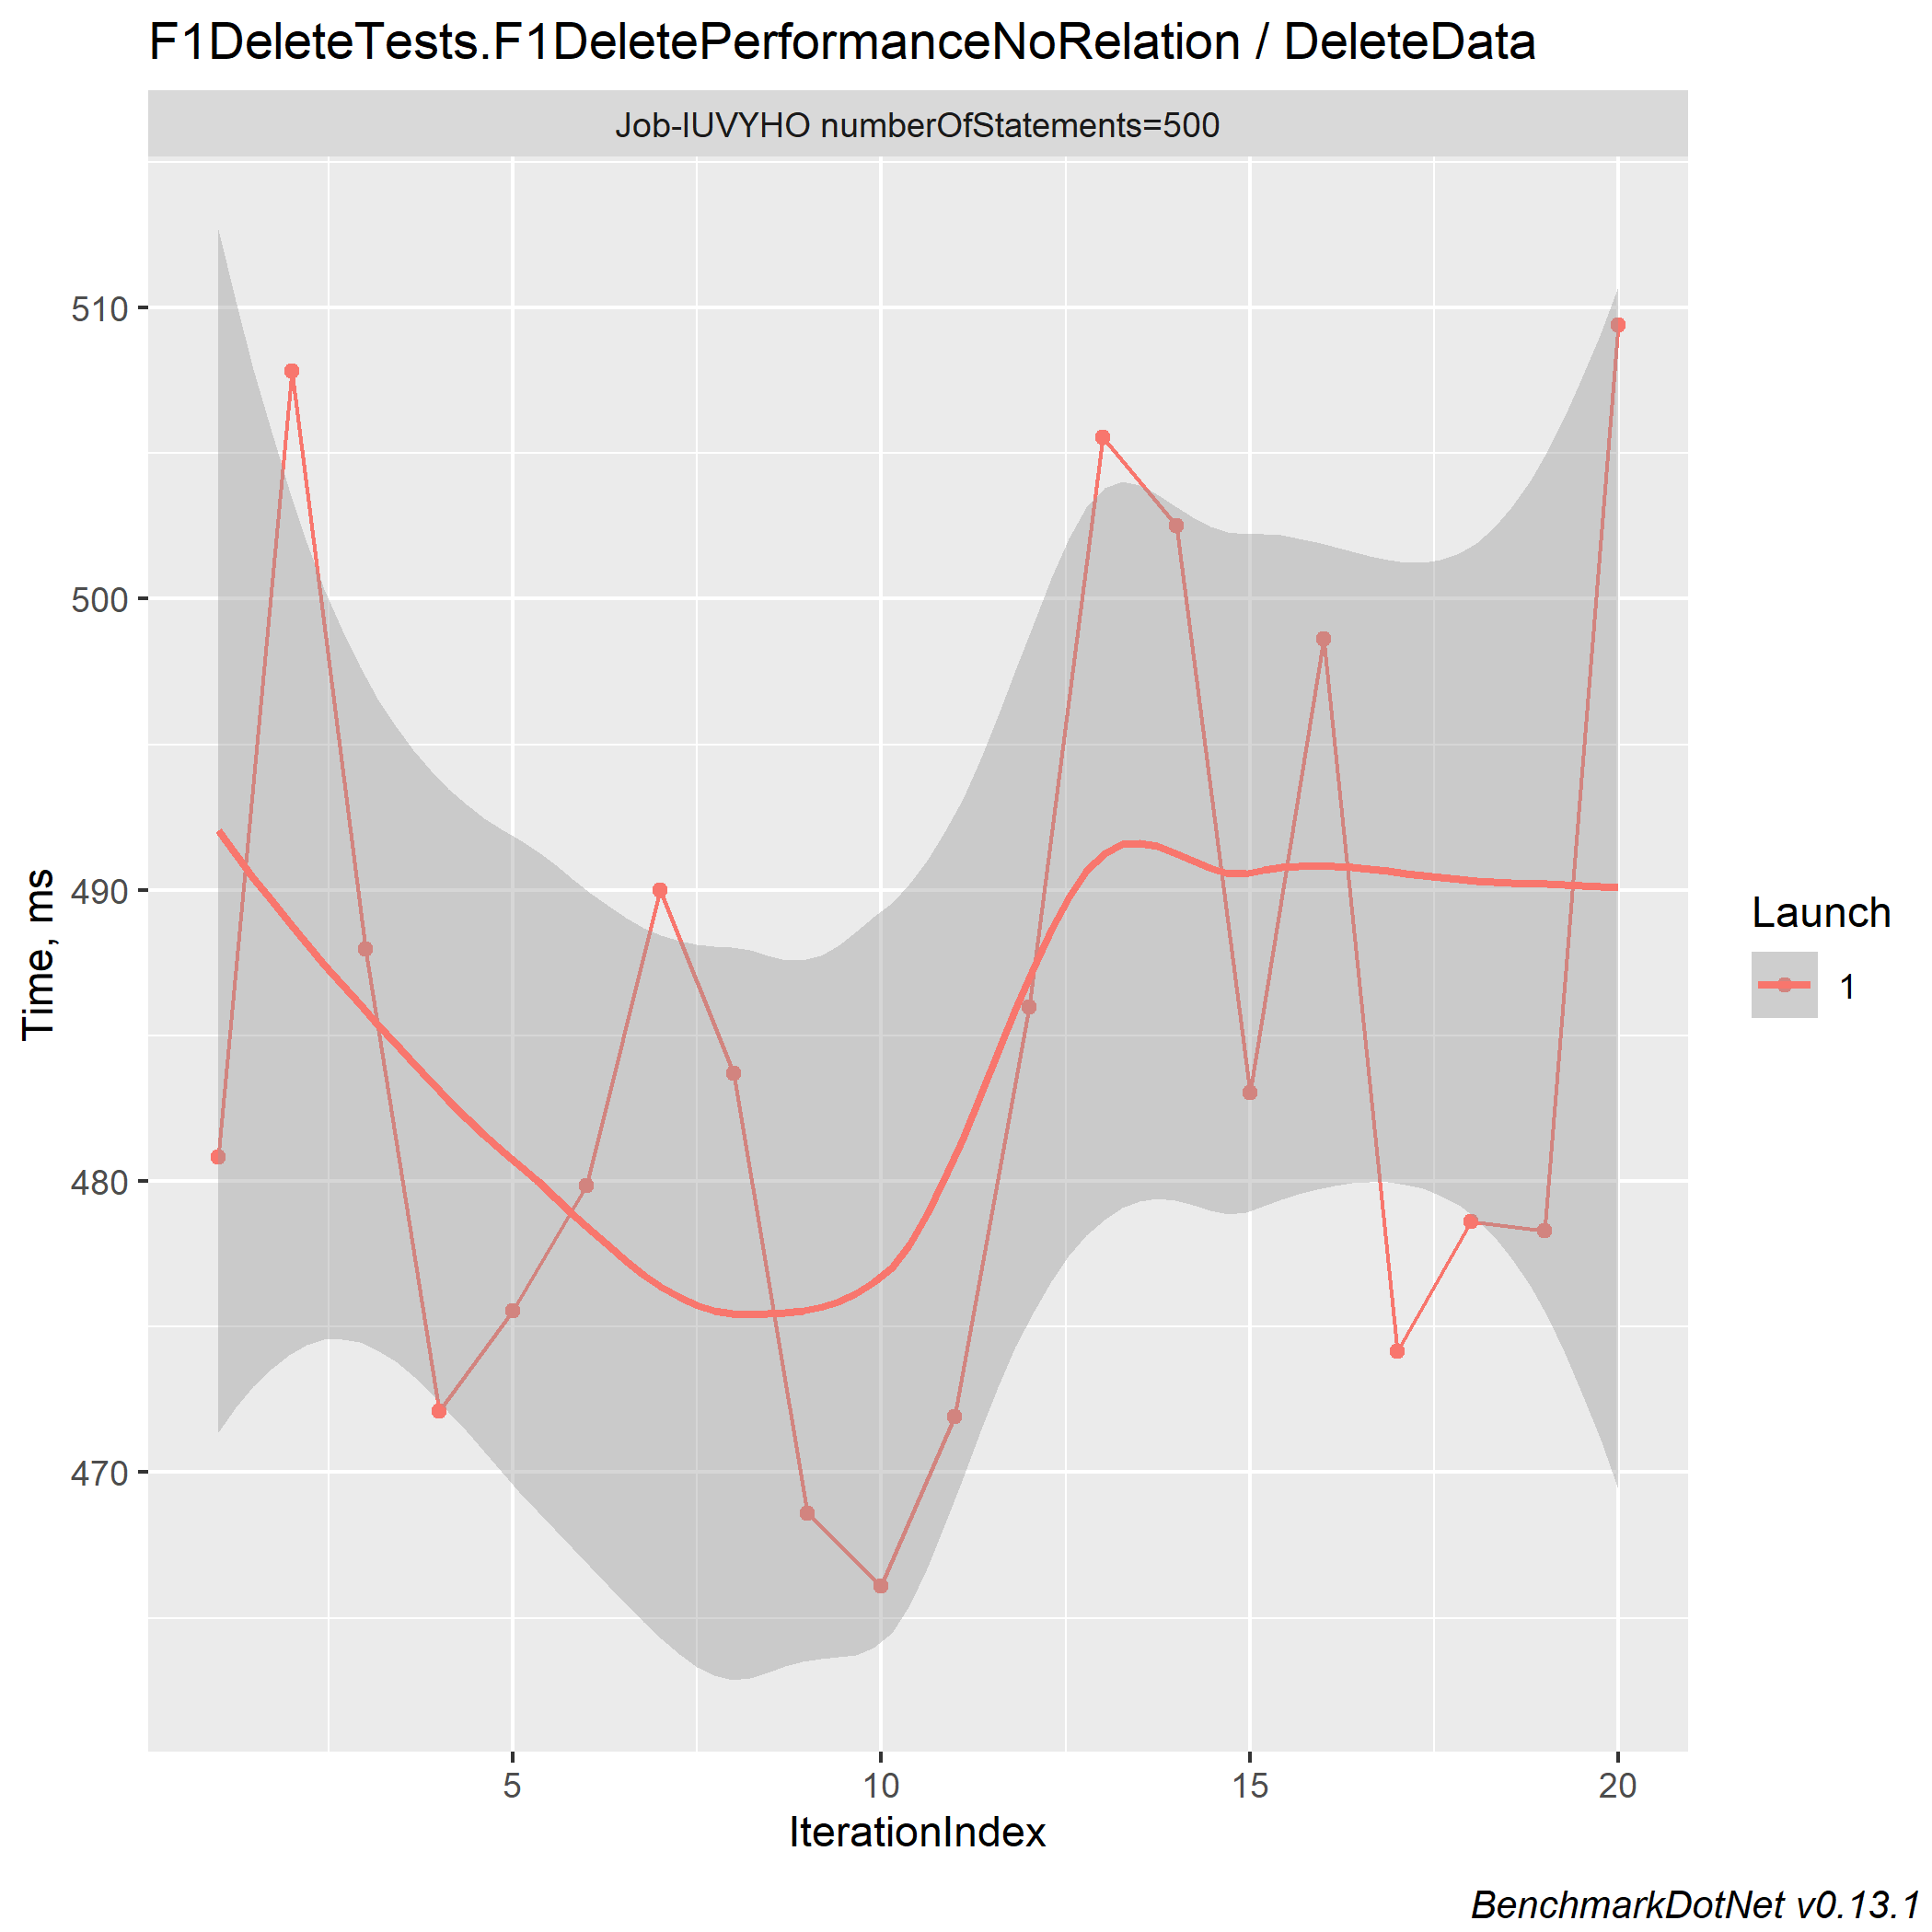 F1DeleteTests.F1DeletePerformanceNoRelation / DeleteData
Job-IUVYHO numberOfStatements=500
510
500
490
480
470
Time, ms
5
10
15
20
IterationIndex
Launch
1
BenchmarkDotNet v0.13.1